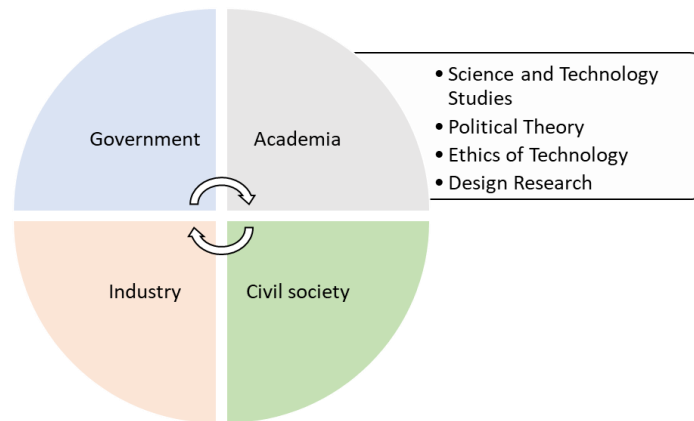 Government
Academia
• Science and Technology
Studies
• Political Theory
• Ethics of Technology
• Design Research
Industry
Civil society